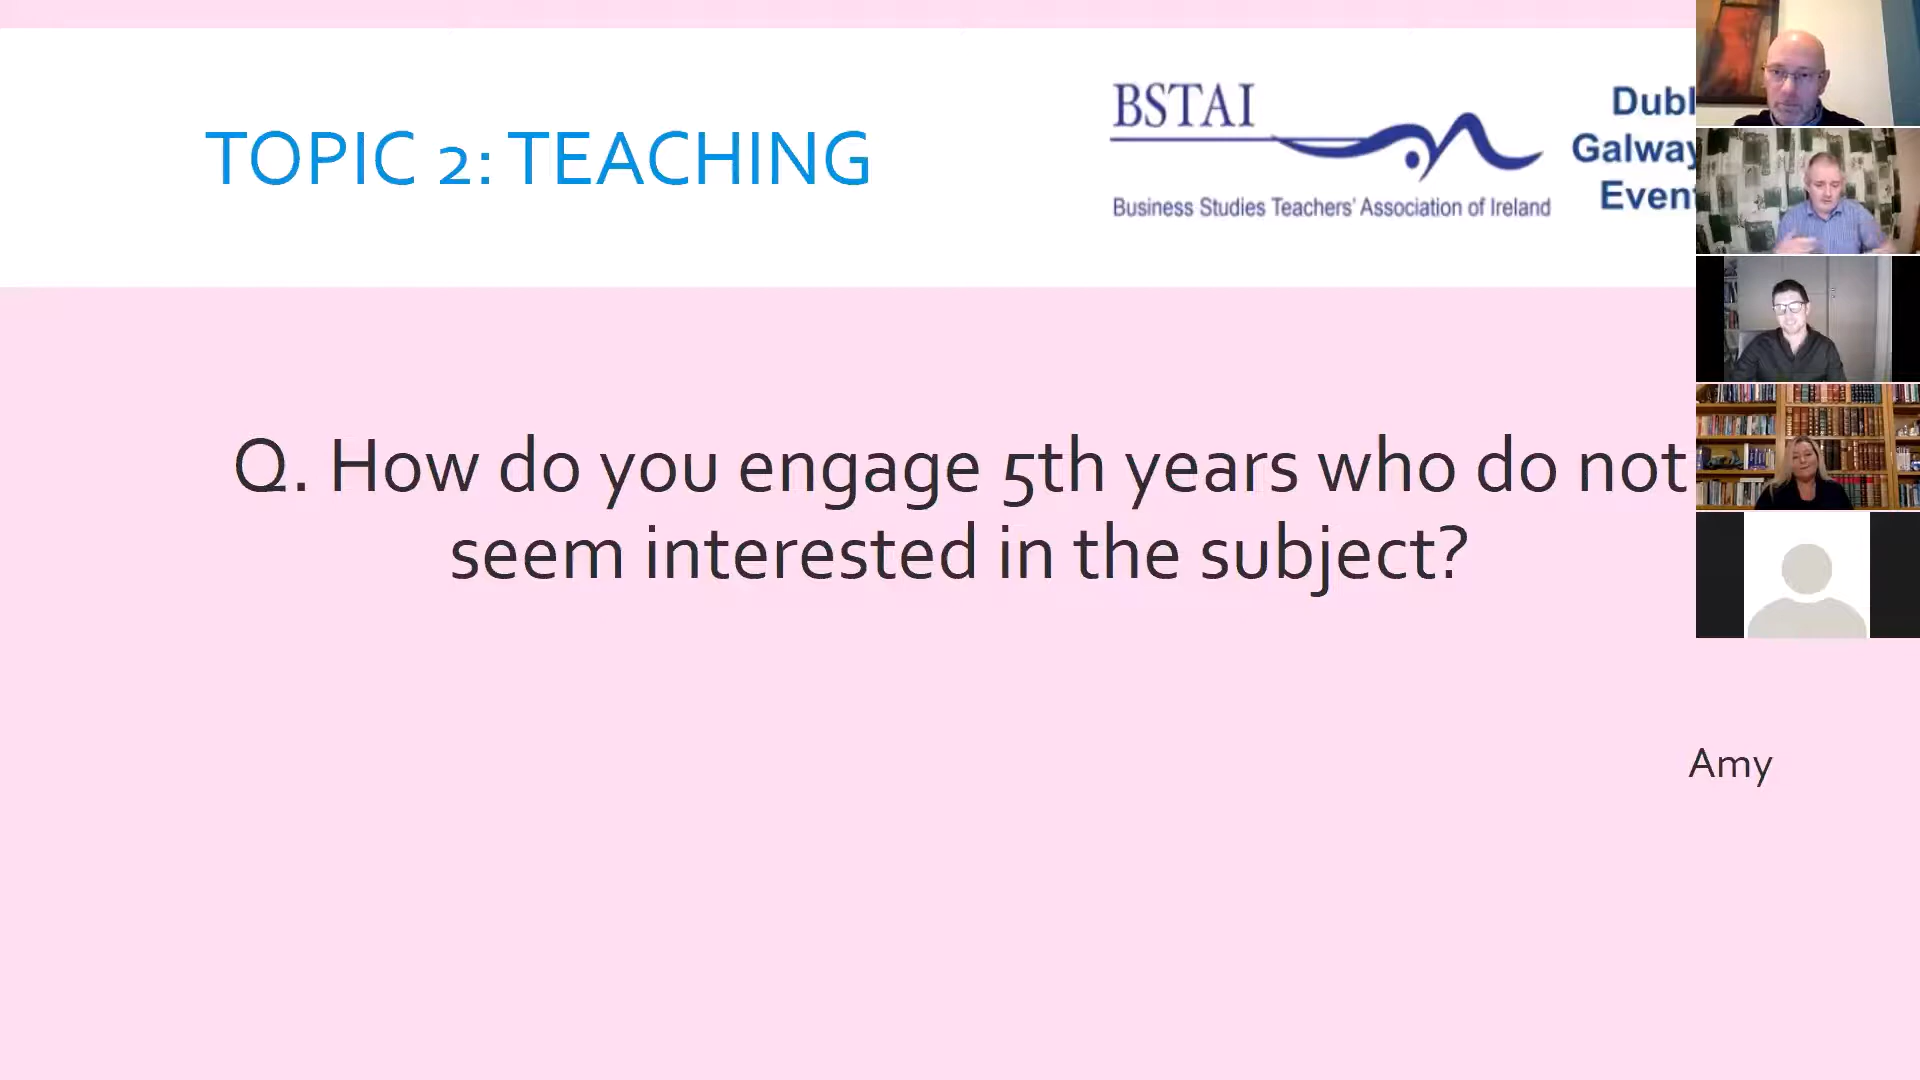 TOPIC 2: TEACHING
BSTAI
Business Studies Teachers' Association of Ireland
Q. How do you engage 5th years who do not
seem interested in the subject?
Amy